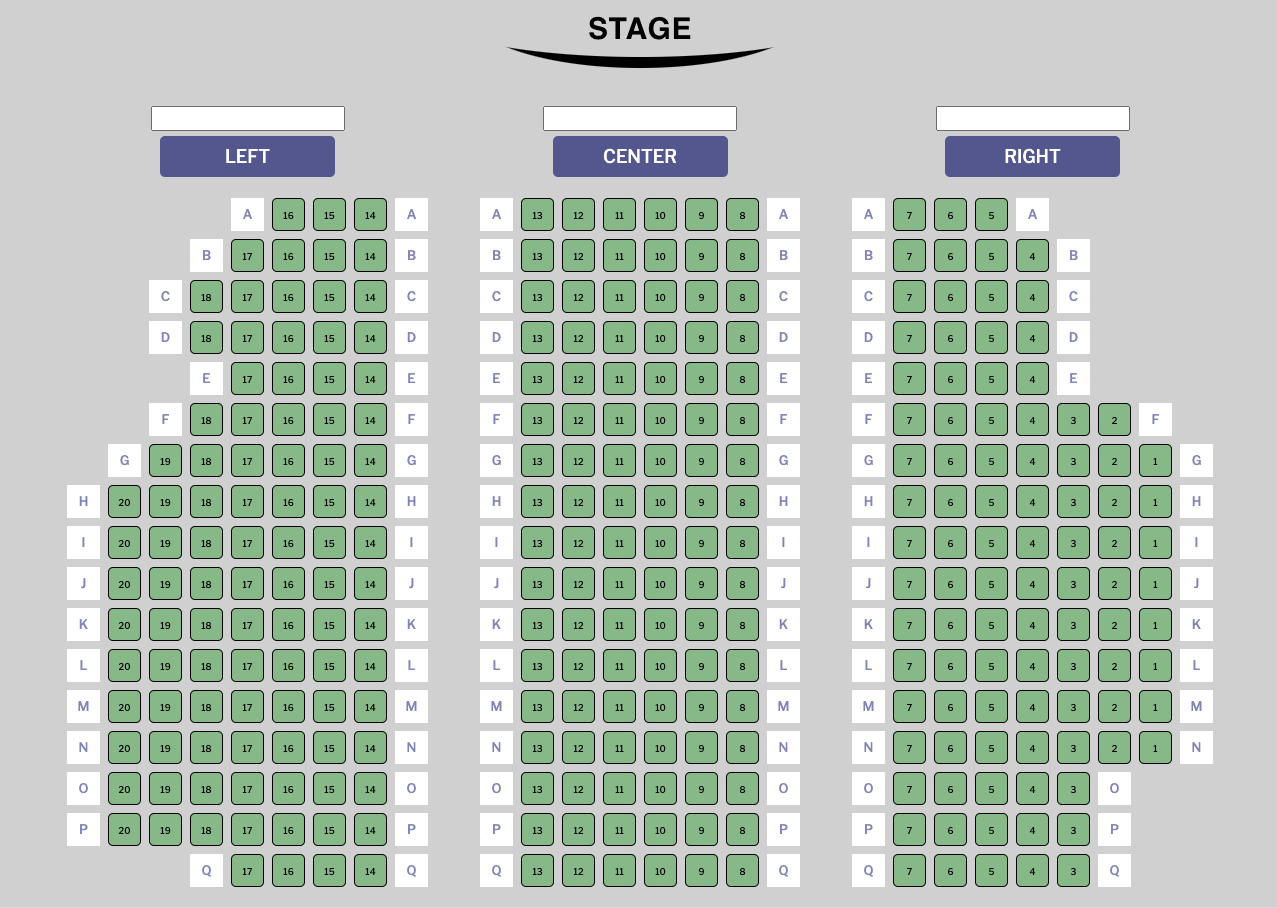 STAGE
LEFT CENTER RIGHT
A 16 15 14 A A 13 12 11 10 9 8 A A 7 6 5 A
B 17 16 15 14 B B 13 12 11 10 9 8 B B 7 6 5 4 B
C 18 17 16 15 14 C C 13 12 11 10 9 8 C C 7 6 5 4 C
D 18 17 16 15 14 D D 13 12 11 10 9 8 D D 7 6 5 4 D
E 17 16 15 14 E E 13 12 11 10 9 8 E E 7 6 5 4 E
F 18 17 16 15 14 F F 13 12 11 10 9 8 F F 7 6 5 4 3 2 F
G 19 18 17 16 15 14 G G 13 12 11 10 9 8 G G 7 6 5 4 3 2 1 G
H 20 19 18 17 16 15 14 H H 13 12 11 10 9 8 H H 7 6 5 4 3 2 1 H
I 20 19 18 17 16 15 14 I I 13 12 11 10 9 8 I I 7 6 5 4 3 2 1 I
J 20 19 18 17 16 15 14 J J 13 12 11 10 9 8 J J 7 6 5 4 3 2 1 J
K 20 19 18 17 16 15 14 K K 13 12 11 10 9 8 K K 7 6 5 4 3 2 1 K
L 20 19 18 17 16 15 14 L L 13 12 11 10 9 8 L L 7 6 5 4 3 2 1 L
M 20 19 18 17 16 15 14 M M 13 12 11 10 9 8 M M 7 6 5 4 3 2 1 M
N 20 19 18 17 16 15 14 N N 13 12 11 10 9 8 N N 7 6 5 4 3 2 1 N
O 20 19 18 17 16 15 14 O O 13 12 11 10 9 8 O O 7 6 5 4 3 O
P 20 19 18 17 16 15 14 P P 13 12 11 10 9 8 P P 7 6 5 4 3 P
Q 17 16 15 14 Q Q 13 12 11 10 9 8 Q Q 7 6 5 4 3 Q